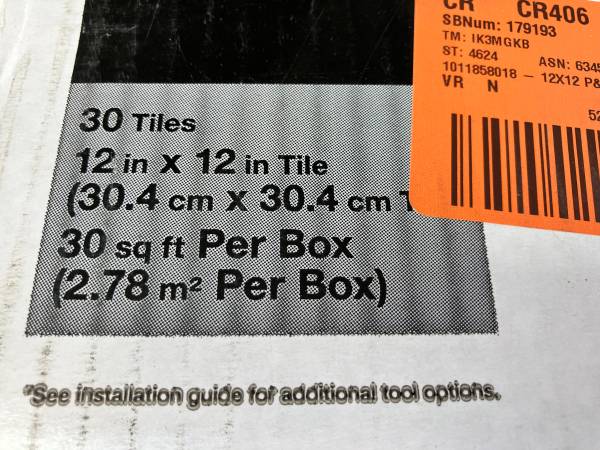 CR CR406
SBNum: 179193
TM: IK3MGKB
ST: 4624 ASN: 6345
1011858018 - 12X12 P&
VR N
52
30 Tiles
12 in x 12 in Tile
(30.4 cm x 30.4 cm T
30 sq ft Per Box
(2.78 m² Per Box)
*See installation guide for additional tool options.